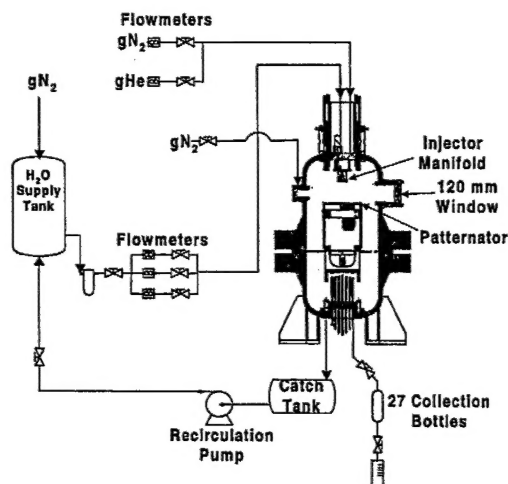 Flowmeters
gN₂
gHe
gN₂
gN₂
H₂O
Supply
Tank
Injector
Manifold
120 mm
Window
Patternator
Flowmeters
Catch
Tank
27 Collection
Bottles
Recirculation
Pump